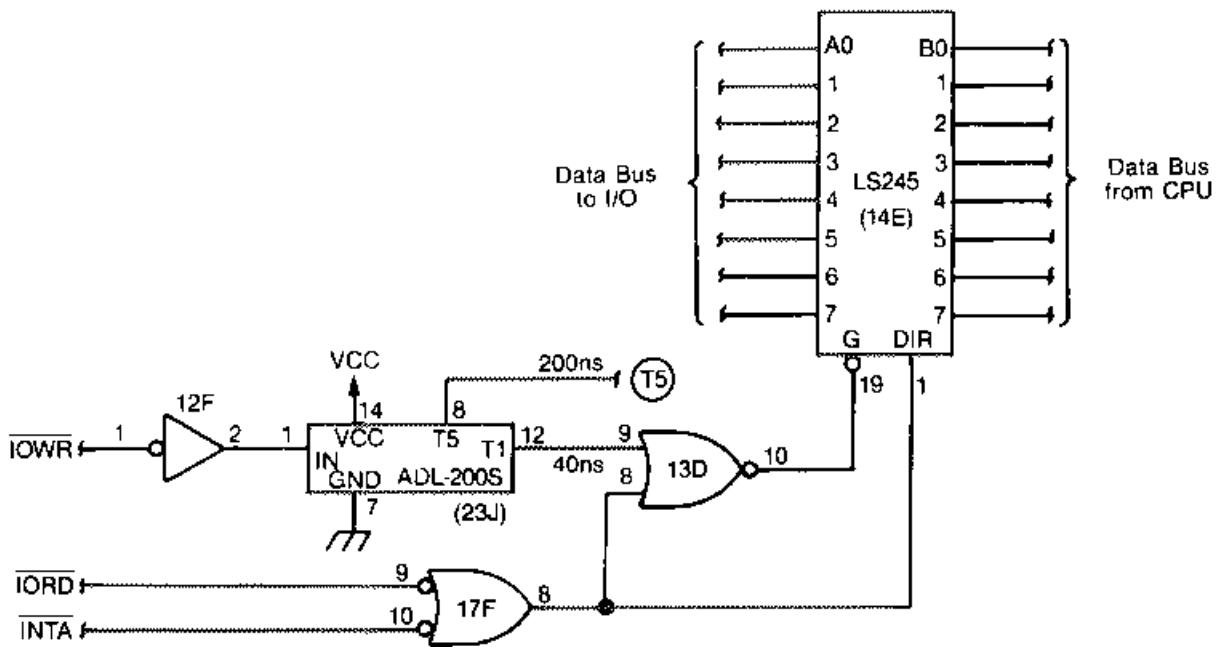 A0 B0
1 1
2 2
3 3
Data Bus to I/O
LS245
(14E)
Data Bus from CPU
4 4
5 5
6 6
7 7
G DIR
19 1
VCC
200ns
T5
12F
14
8
IOWR
1
2
1
VCC
T5
T1
IN
GND
ADL-200S
(23J)
7
12
40ns
9
8
13D
10
IORD
9
INTA
10
17F
8